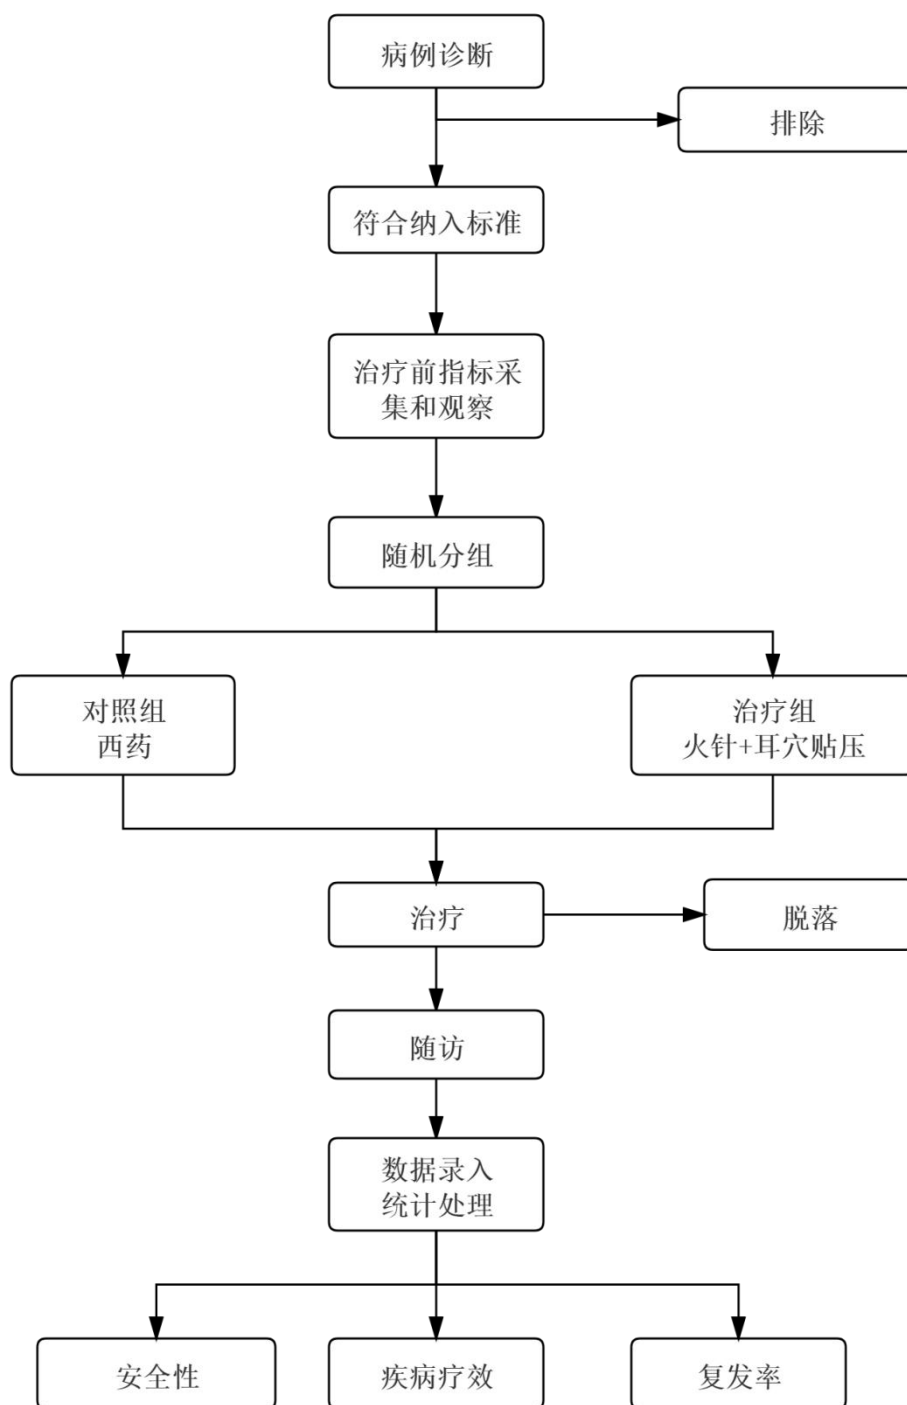 病例诊断
排除
符合纳入标准
治疗前指标采
集和观察
随机分组
对照组
西药
治疗组
火针+耳穴贴压
治疗
脱落
随访
数据录入
统计处理
安全性
疾病疗效
复发率